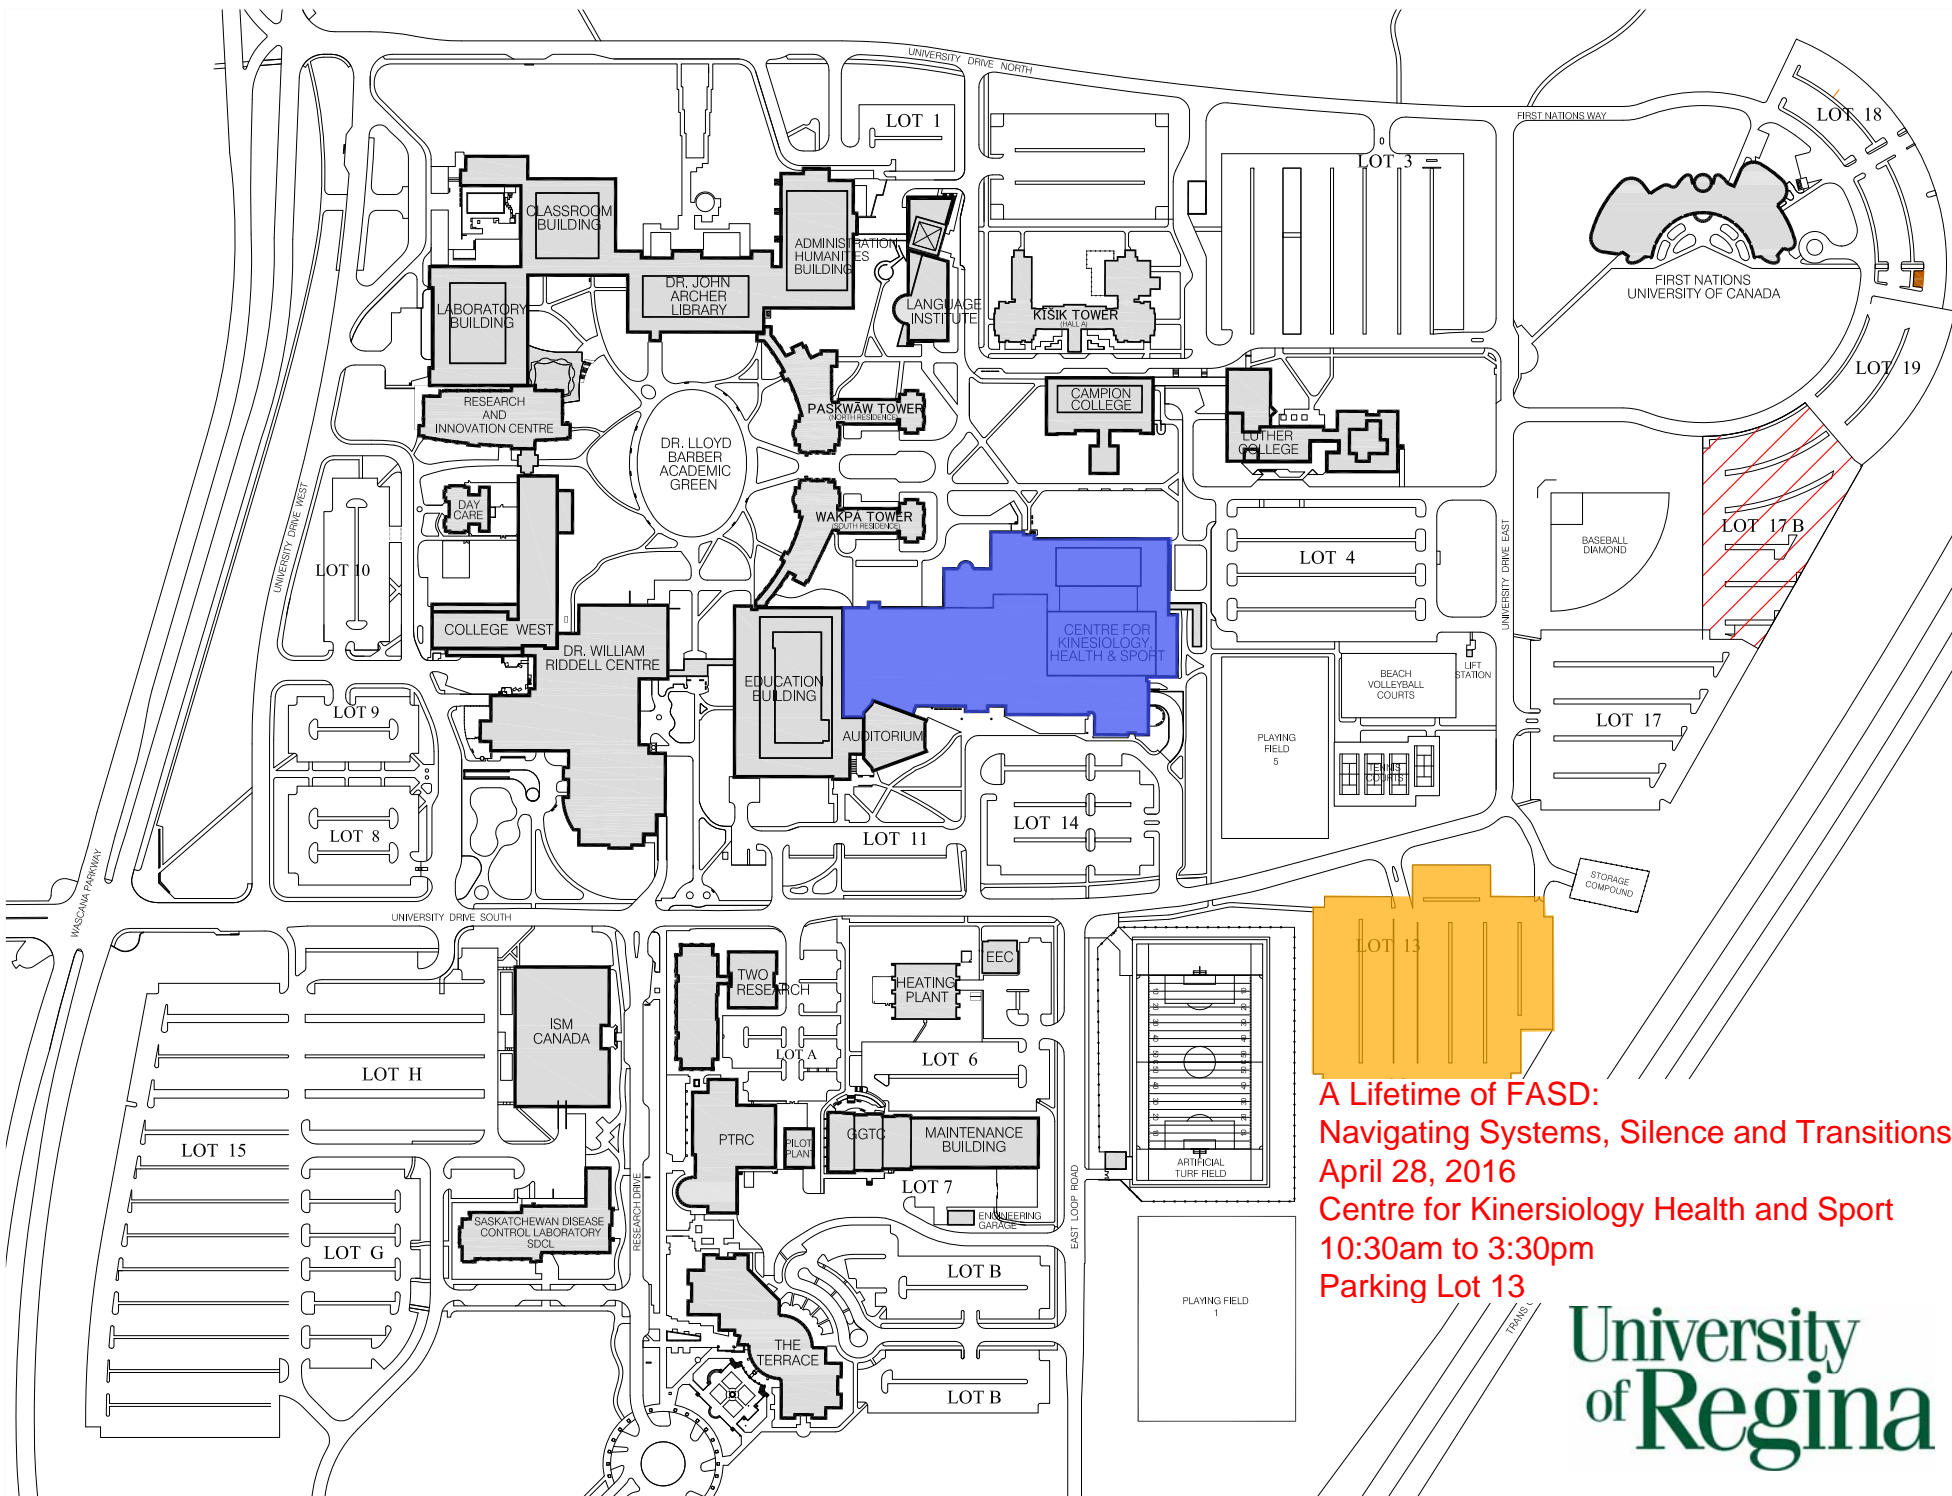 UNIVERSITY DRIVE NORTH
LOT 1
FIRST NATIONS WAY
LOT 18
LOT 3
CLASSROOM
BUILDING
ADMINISTRATION
HUMANITIES
BUILDING
DR. JOHN
ARCHER
LIBRARY
LABORATORY
BUILDING
LANGUAGE
INSTITUTE
KĪSIK TOWER
(HALL A)
FIRST NATIONS
UNIVERSITY OF CANADA
LOT 19
RESEARCH
AND
INNOVATION CENTRE
PASKWĀW TOWER
(NORTH RESIDENCE)
CAMPION
COLLEGE
LUTHER
COLLEGE
DR. LLOYD
BARBER
ACADEMIC
GREEN
UNIVERSITY DRIVE WEST
DAY
CARE
WAKPĀ TOWER
(SOUTH RESIDENCE)
LOT 10
LOT 4
UNIVERSITY DRIVE EAST
BASEBALL
DIAMOND
LOT 17 B
COLLEGE WEST
DR. WILLIAM
RIDDELL CENTRE
CENTRE FOR
KINESIOLOGY,
HEALTH & SPORT
EDUCATION
BUILDING
AUDITORIUM
BEACH
VOLLEYBALL
COURTS
LIFT
STATION
LOT 9
LOT 17
PLAYING
FIELD
5
TENNIS
COURTS
LOT 8
LOT 11
LOT 14
WASCANA PARKWAY
STORAGE
COMPOUND
UNIVERSITY DRIVE SOUTH
LOT 13
TWO
RESEARCH
HEATING
PLANT
EEC
ISM
CANADA
LOT A
LOT 6
LOT H
LOT 15
PTRC
PILOT
PLANT
GGTC
MAINTENANCE
BUILDING
ARTIFICIAL
TURF FIELD
LOT 7
ENGINEERING
GARAGE
RESEARCH DRIVE
EAST LOOP ROAD
SASKATCHEWAN DISEASE
CONTROL LABORATORY
SDCL
LOT G
LOT B
PLAYING FIELD
1
THE
TERRACE
LOT B
TRANS
A Lifetime of FASD:
Navigating Systems, Silence and Transitions
April 28, 2016
Centre for Kinersiology Health and Sport
10:30am to 3:30pm
Parking Lot 13
University
of Regina